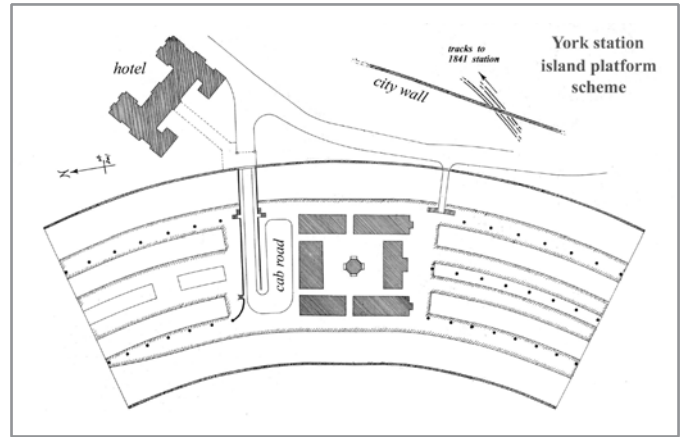 York station
island platform
scheme
hotel
tracks to
1841 station
city wall
N
cab road